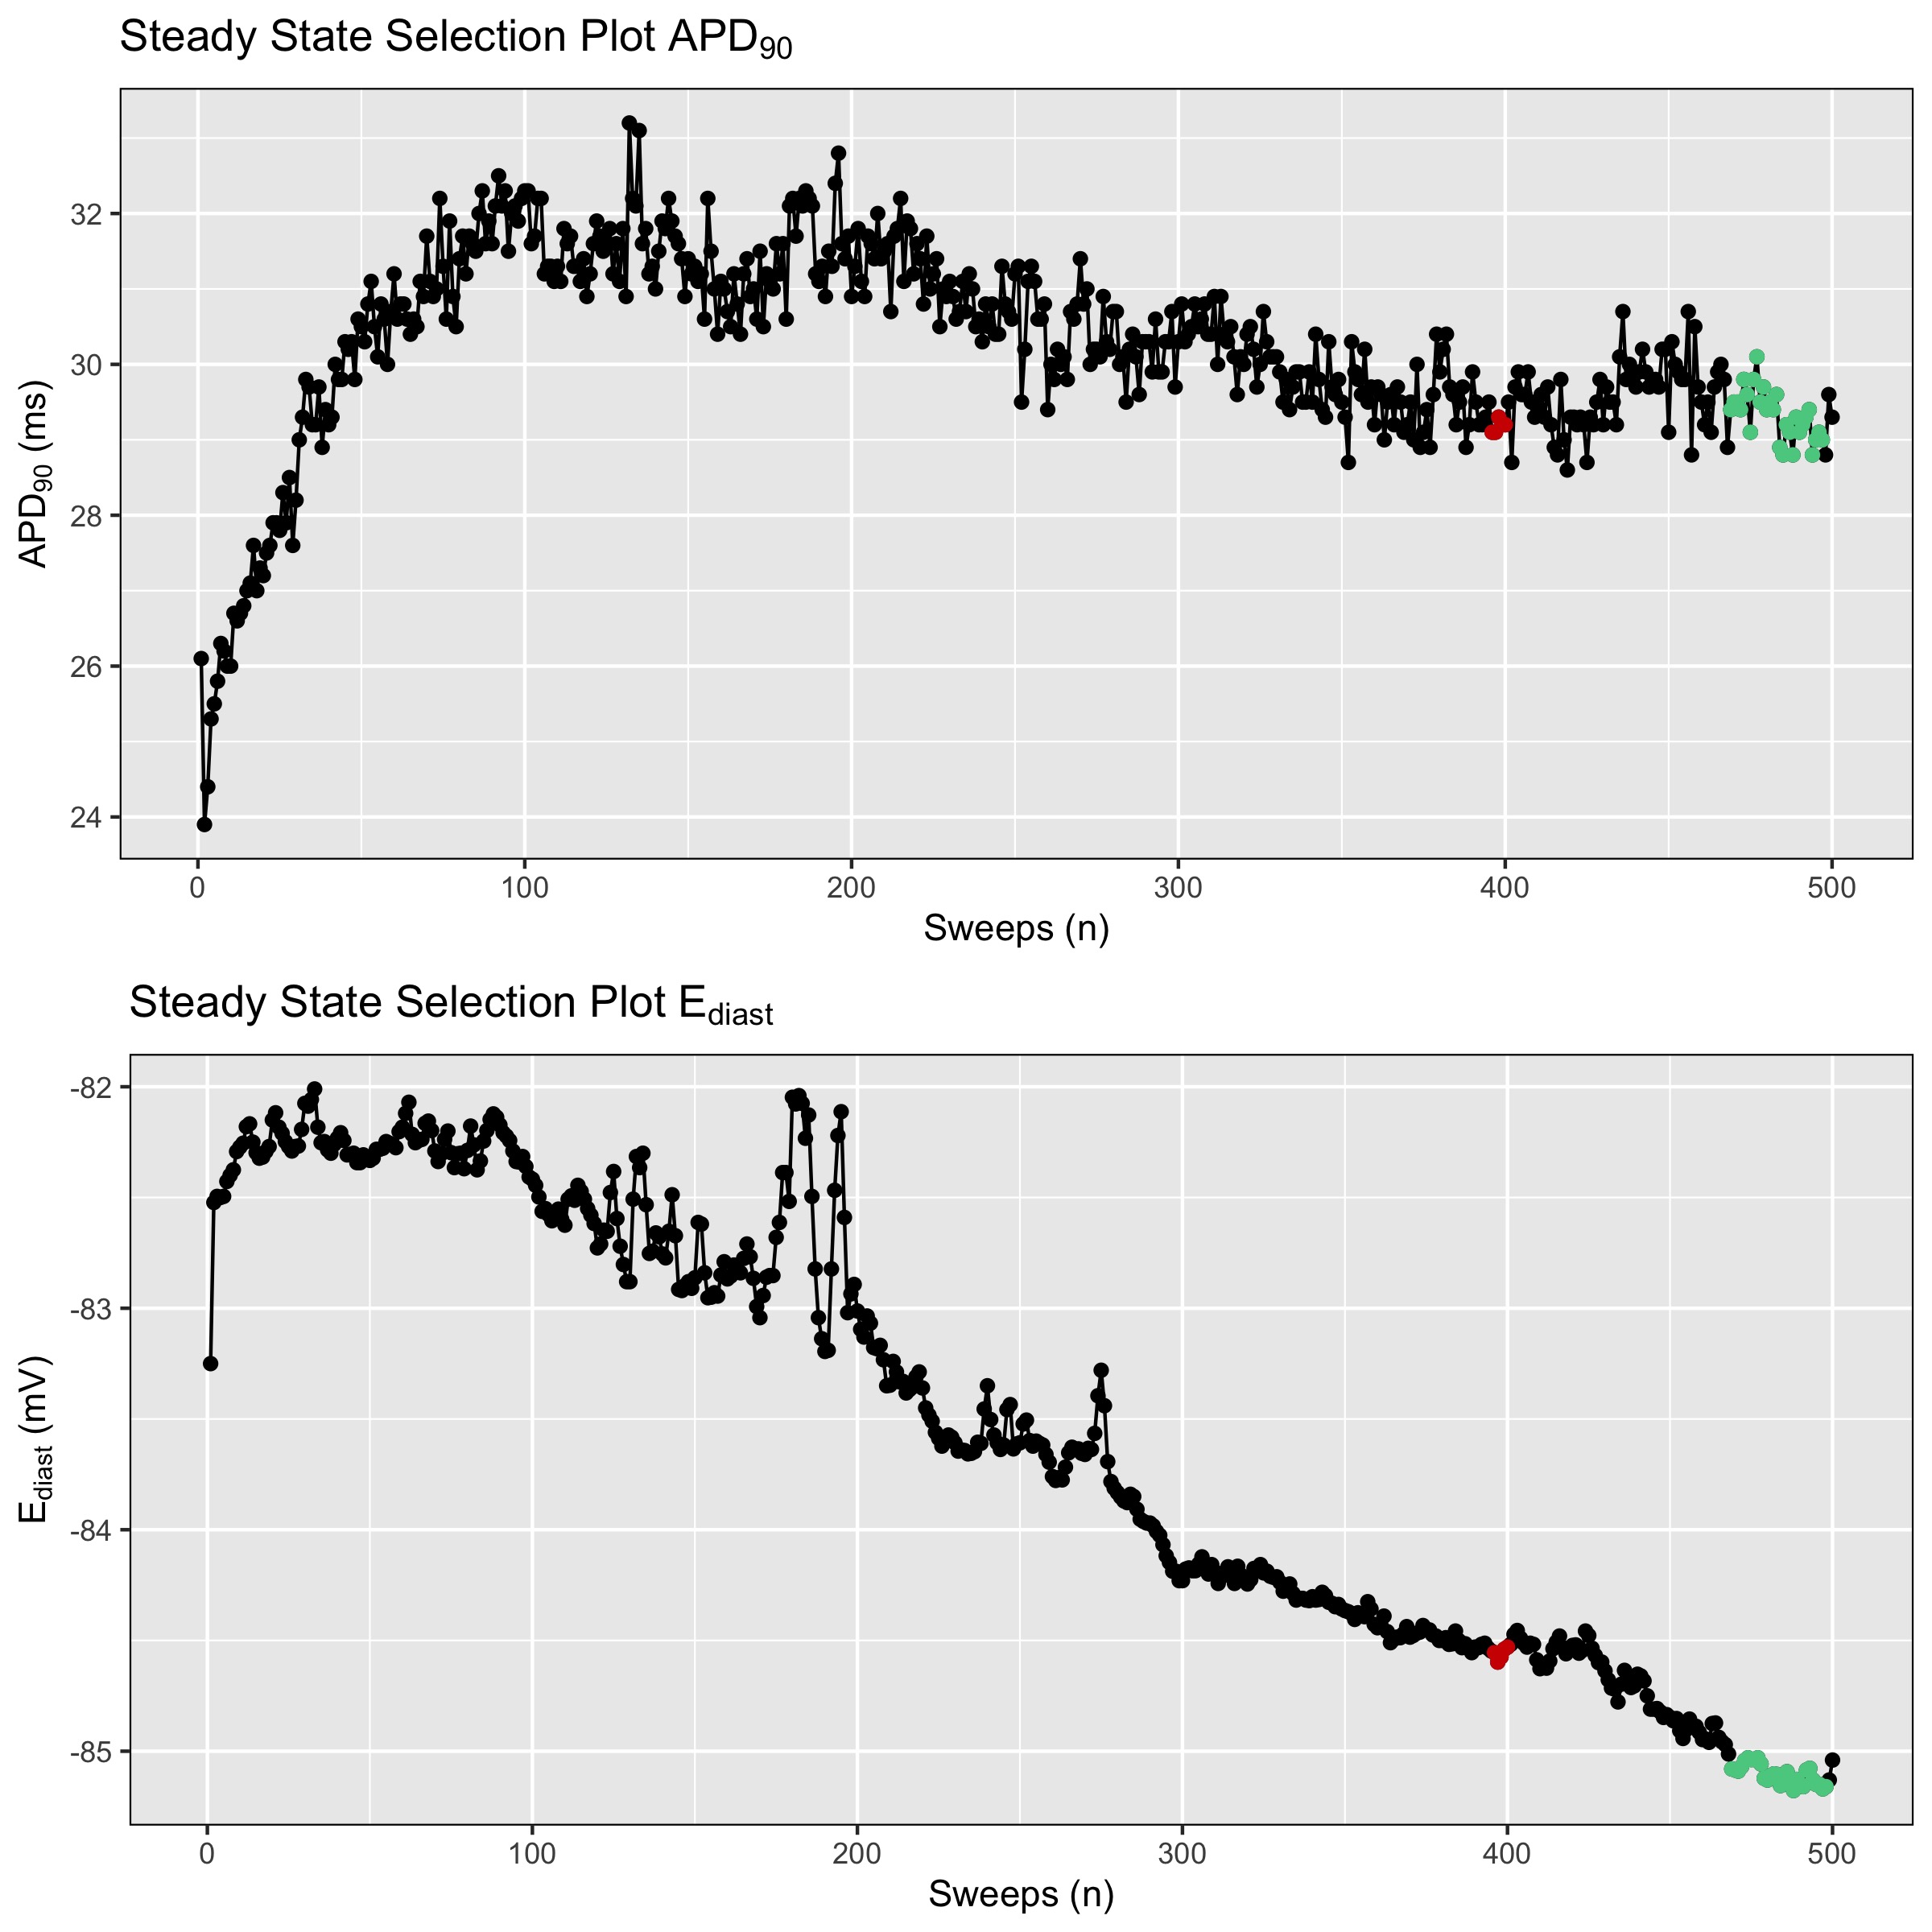 Steady State Selection Plot APD90
32
30
28
26
24
APD90 (ms)
0 100 200 300 400 500
Sweeps (n)
Steady State Selection Plot Ediast
-82
-83
-84
-85
Ediast (mV)
0 100 200 300 400 500
Sweeps (n)